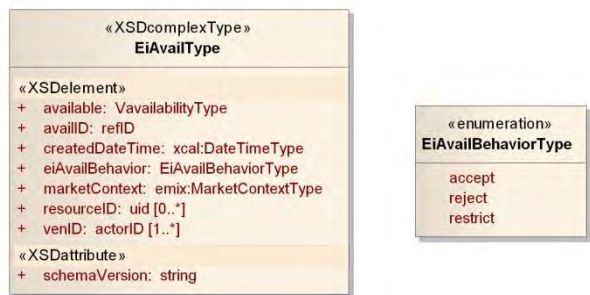 «XSDcomplexType»
EiAvailType
«XSDelement»
+ available: VavailabilityType
+ availID: refID
+ createdDateTime: xcal:DateTimeType
+ eiAvailBehavior: EiAvailBehaviorType
+ marketContext: emix:MarketContextType
+ resourceID: uid [0..*]
+ venID: actorID [1..*]
«XSDattribute»
+ schemaVersion: string
«enumeration»
EiAvailBehaviorType
accept
reject
restrict